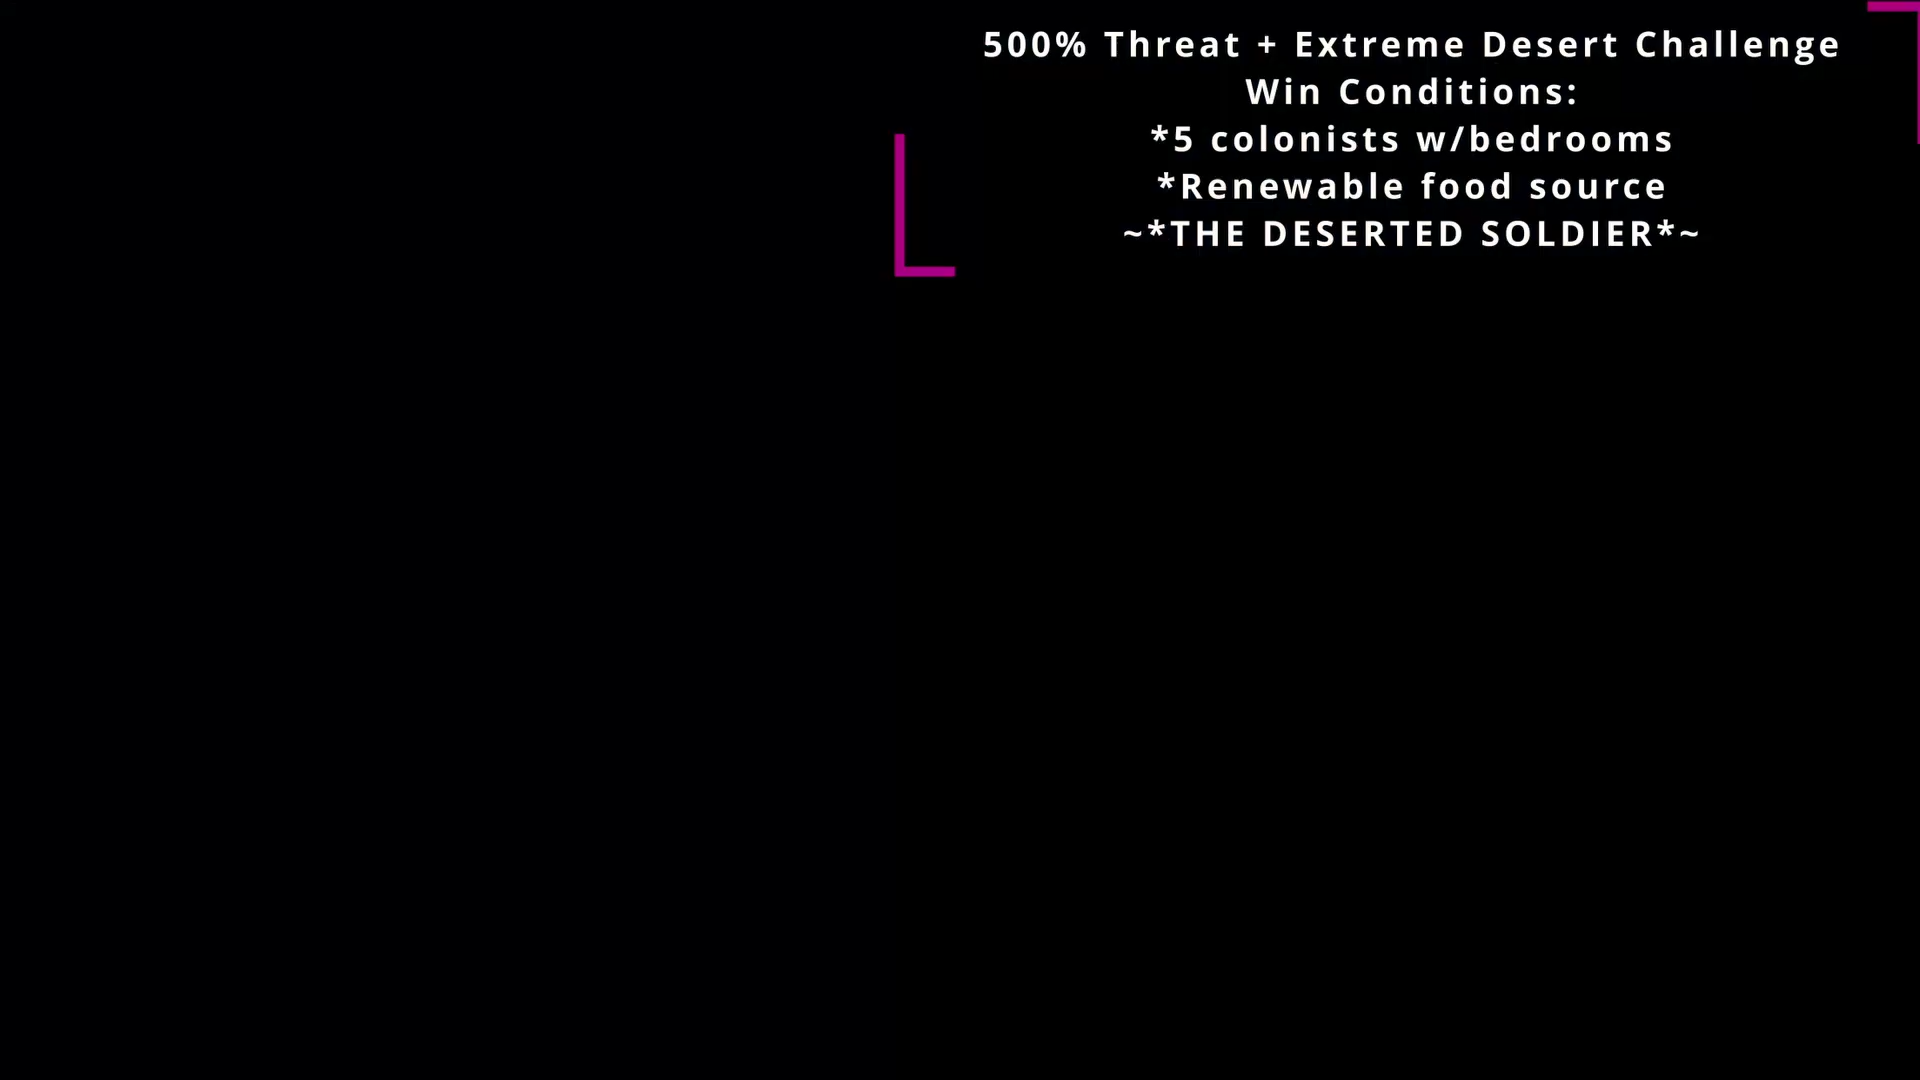 500% Threat + Extreme Desert Challenge
Win Conditions:
*5 colonists w/bedrooms
*Renewable food source
~*THE DESERTED SOLDIER*~